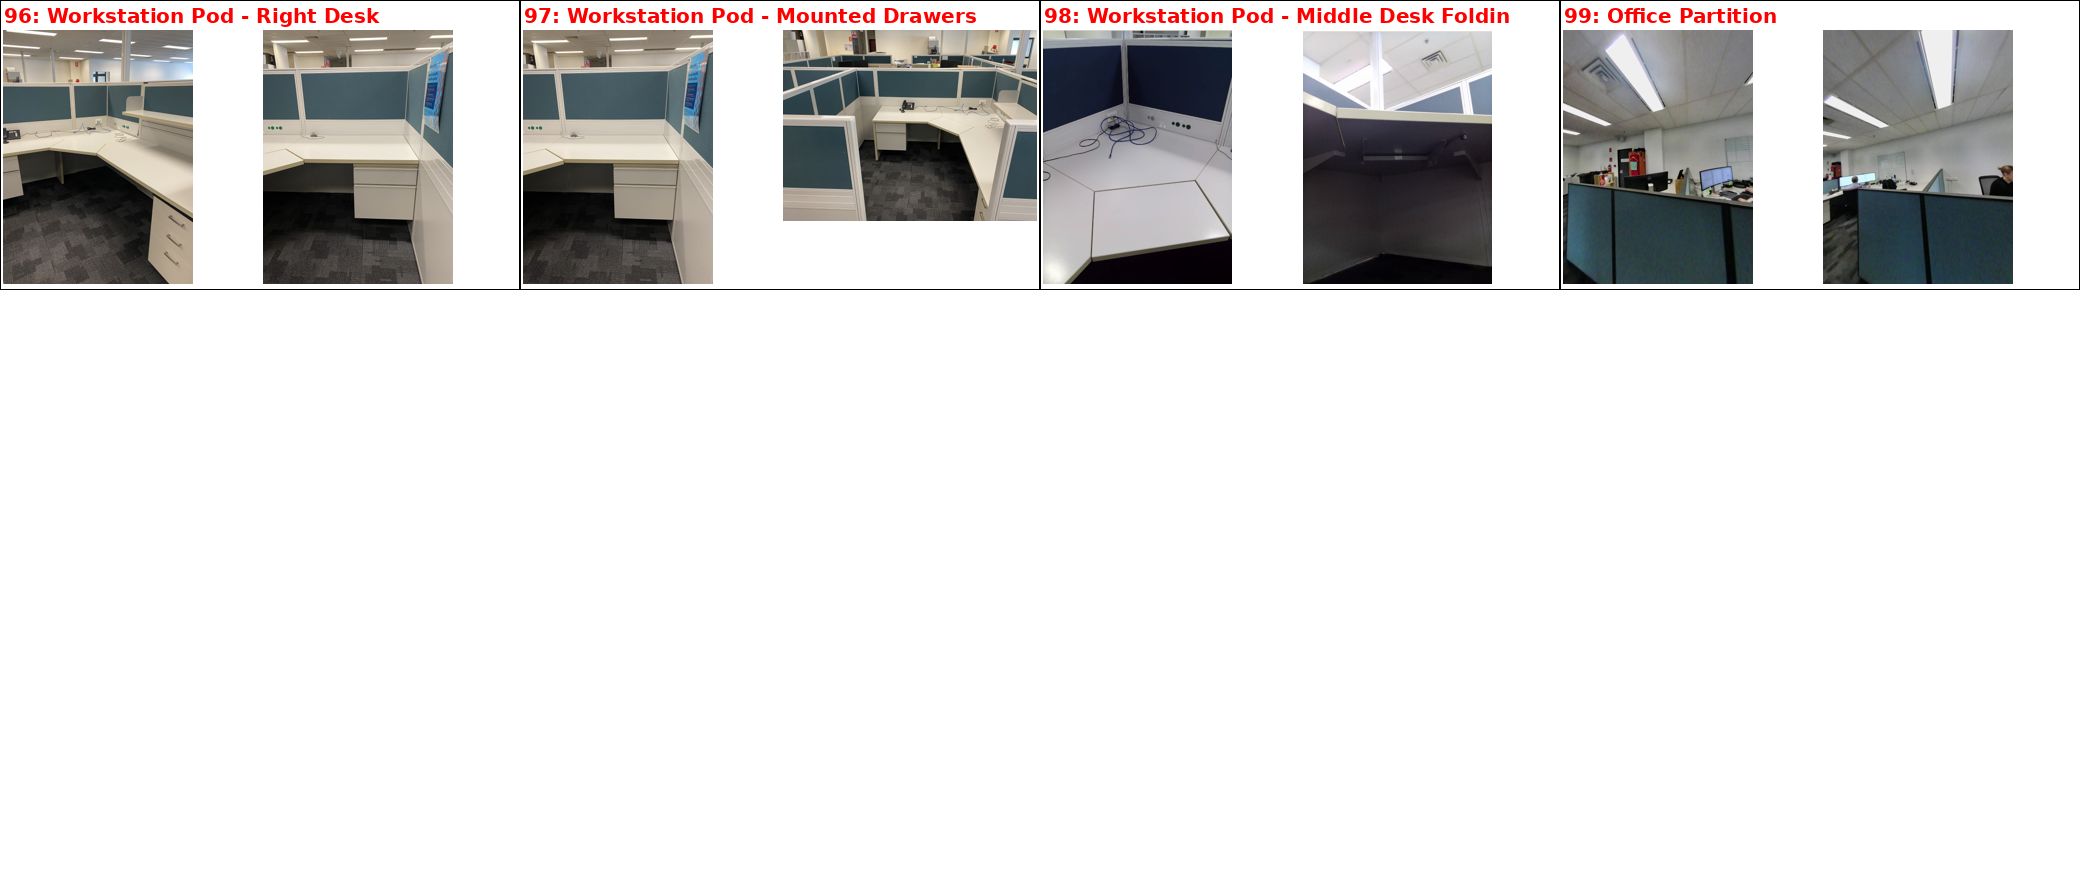 96: Workstation Pod - Right Desk
97: Workstation Pod - Mounted Drawers
98: Workstation Pod - Middle Desk Foldin
99: Office Partition